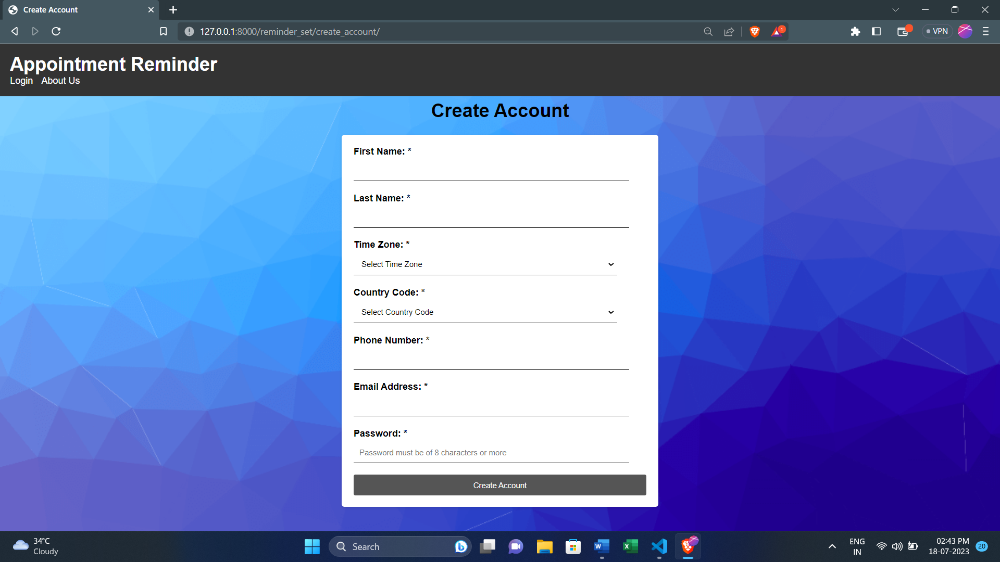 Create Account
127.0.0.1:8000/reminder_set/create_account/
1
VPN
Appointment Reminder
Login About Us
Create Account
First Name: *
Last Name: *
Time Zone: *
Select Time Zone
Country Code: *
Select Country Code
Phone Number: *
Email Address: *
Password: *
Password must be of 8 characters or more
Create Account
34°C
Cloudy
Search
ENG
IN
02:43 PM
18-07-2023
20